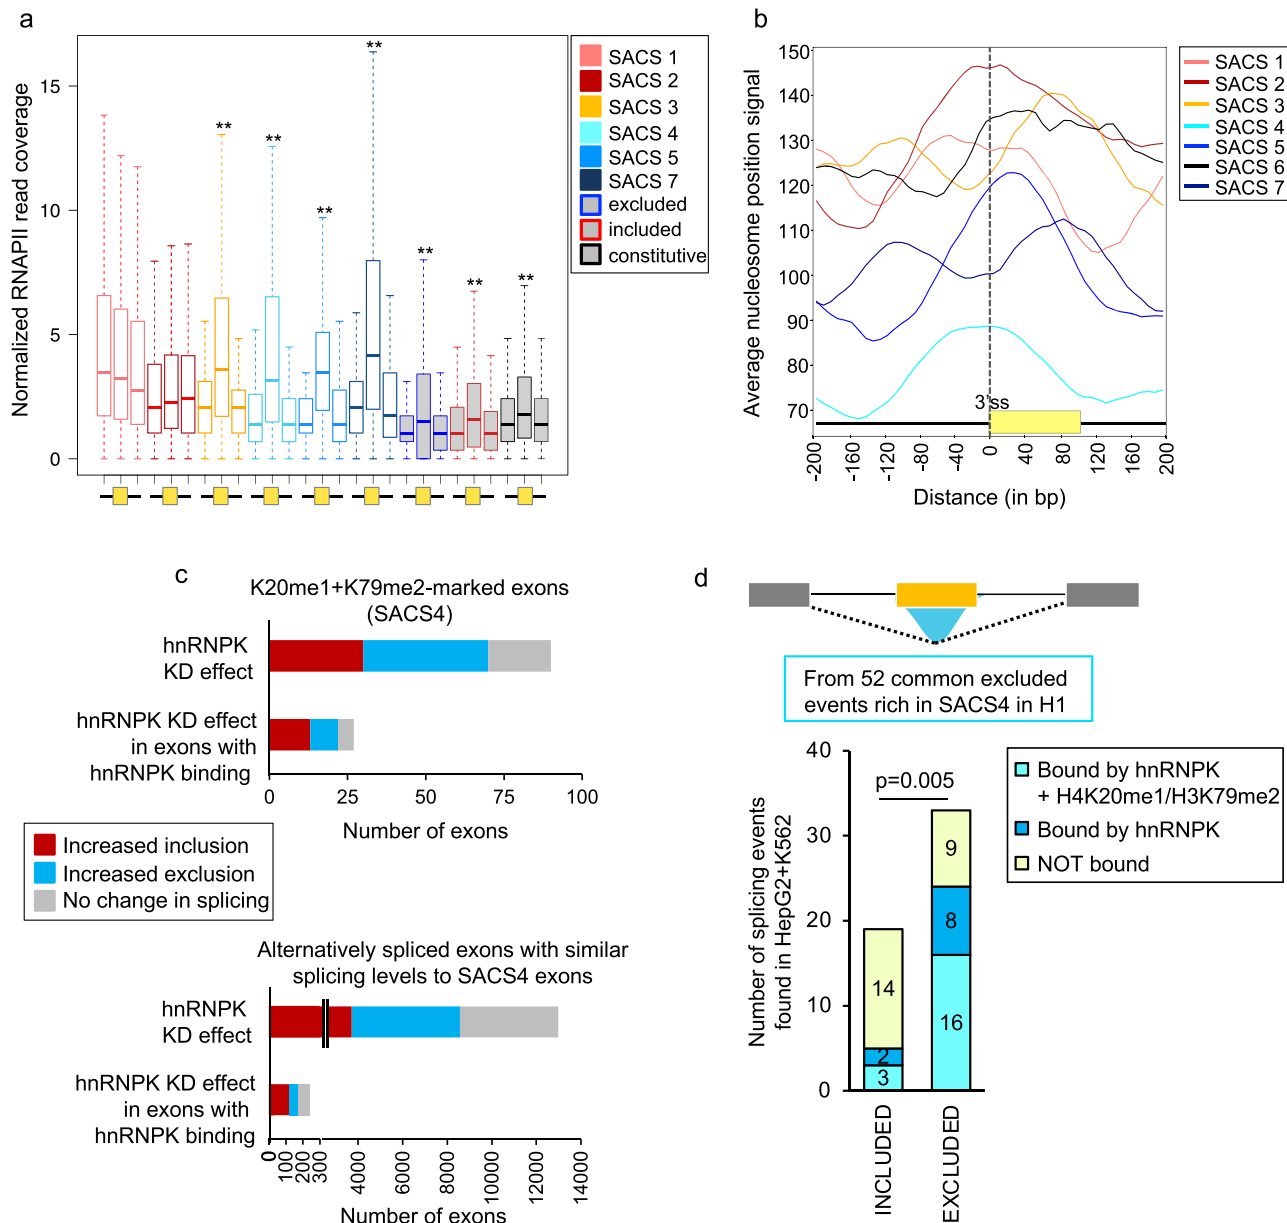 a
Normalized RNAPII read coverage
15
10
5
0
**
**
**
**
**
**
**
SACS 1
SACS 2
SACS 3
SACS 4
SACS 5
SACS 7
excluded
included
constitutive
b
Average nucleosome position signal
150
140
130
120
110
100
90
80
70
3'ss
-200
-160
-120
-80
-40
0
40
80
120
160
200
Distance (in bp)
SACS 1
SACS 2
SACS 3
SACS 4
SACS 5
SACS 6
SACS 7
c
K20me1+K79me2-marked exons
(SACS4)
hnRNPK
KD effect
hnRNPK KD effect
in exons with
hnRNPK binding
0
25
50
75
100
Number of exons
Increased inclusion
Increased exclusion
No change in splicing
Alternatively spliced exons with similar
splicing levels to SACS4 exons
hnRNPK
KD effect
hnRNPK KD effect
in exons with
hnRNPK binding
0
100
200
300
4000
6000
8000
10000
12000
14000
Number of exons
d
From 52 common excluded
events rich in SACS4 in H1
Number of splicing events
found in HepG2+K562
40
30
20
10
0
p=0.005
14
2
3
9
8
16
INCLUDED
EXCLUDED
Bound by hnRNPK
+ H4K20me1/H3K79me2
Bound by hnRNPK
NOT bound